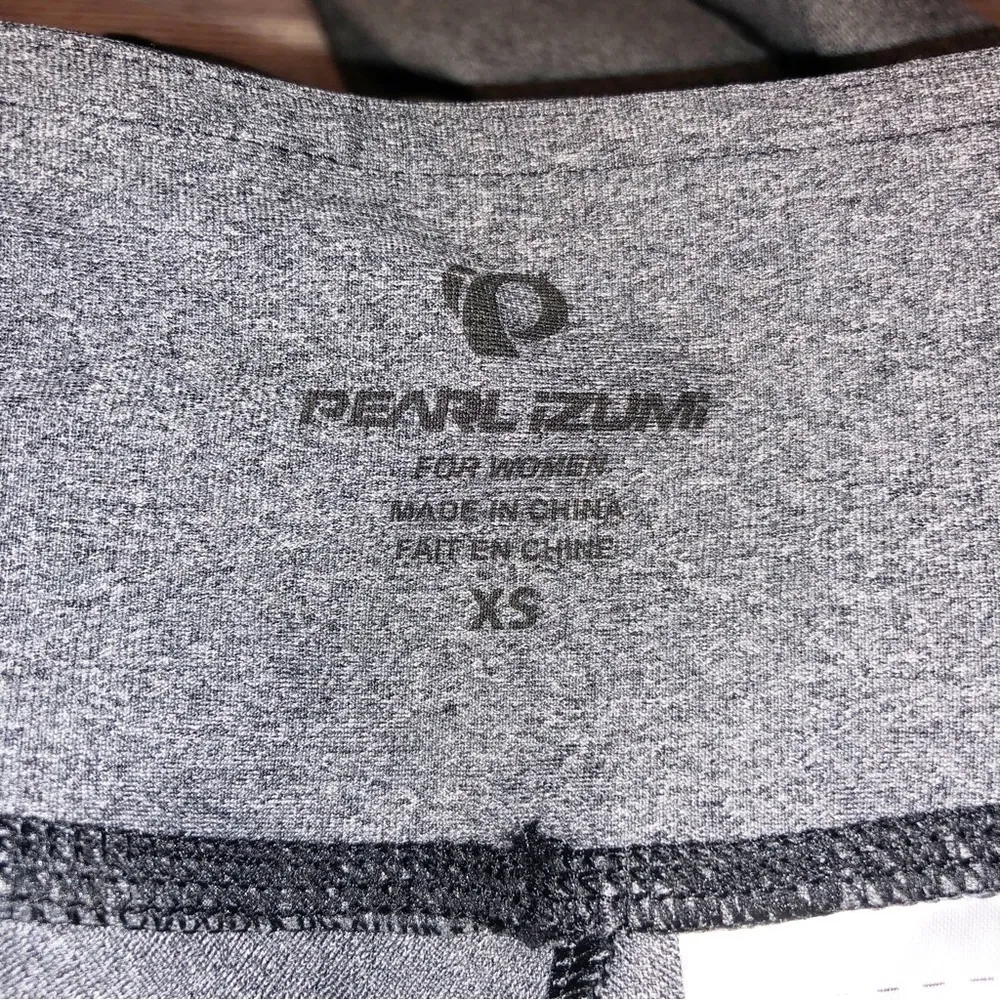 PEARL IZUMI
FOR WOMEN
MADE IN CHINA
FAIT EN CHINE
XS